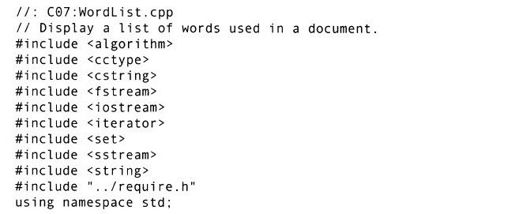 //: C07:WordList.cpp
// Display a list of words used in a document.
#include <algorithm>
#include <cctype>
#include <cstring>
#include <fstream>
#include <iostream>
#include <iterator>
#include <set>
#include <sstream>
#include <string>
#include "../require.h"
using namespace std;